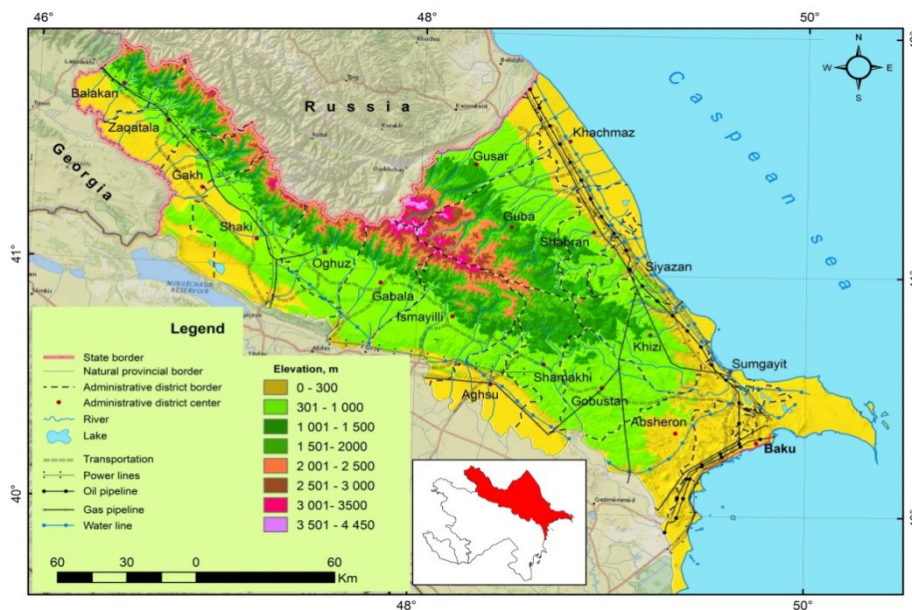 46°
48°
50°
N
W E
S
Russia
Georgia
Caspean sea
Balakan
Zaqatala
Gakh
Shaki
Oghuz
Gabala
Ismayilli
Gusar
Khachmaz
Guba
Shabran
Siyazan
Khizi
Sumgayit
Shamakhi
Gobustan
Aghsu
Absheron
Baku
MINGECHAUR
RESERVOIR
41°
40°
Legend
State border
Natural provincial border
Administrative district border
Administrative district center
River
Lake
Transportation
Power lines
Oil pipeline
Gas pipeline
Water line
Elevation, m
0 - 300
301 - 1 000
1 001 - 1 500
1 501- 2000
2 001 - 2 500
2 501 - 3 000
3 001- 3500
3 501 - 4 450
60 30 0 60
Km
48°
50°